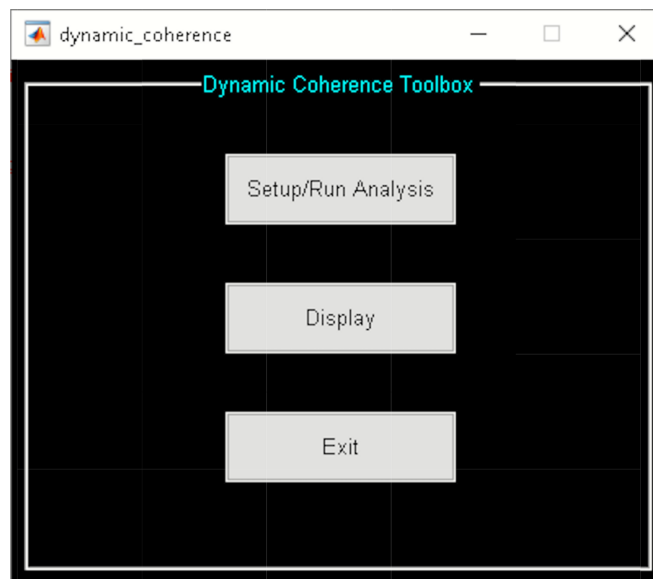 dynamic_coherence
Dynamic Coherence Toolbox
Setup/Run Analysis
Display
Exit